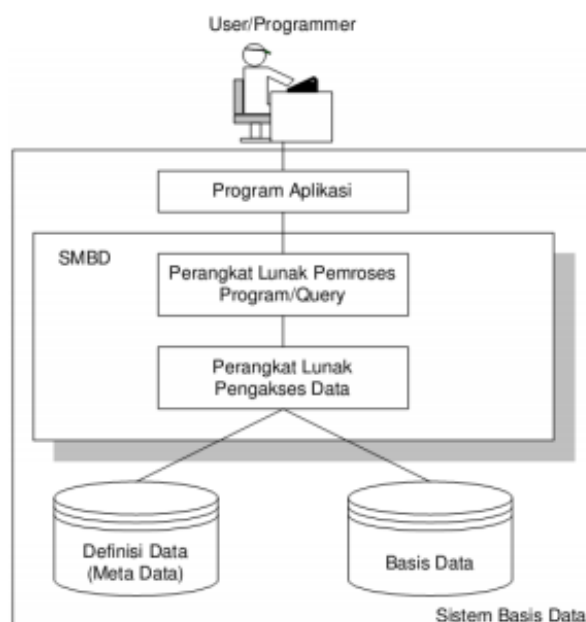 User/Programmer
Program Aplikasi
SMBD
Perangkat Lunak Pemroses
Program/Query
Perangkat Lunak
Pengakses Data
Definisi Data
(Meta Data)
Basis Data
Sistem Basis Data